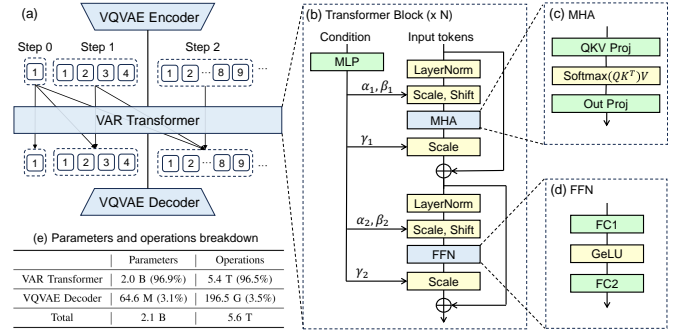 (a)
VQVAE Encoder
Step 0
Step 1
Step 2
1
1 2 3 4
1 2 ... 8 9 ...
VAR Transformer
1
1 2 3 4
1 2 ... 8 9 ...
VQVAE Decoder
(e) Parameters and operations breakdown
Parameters Operations
VAR Transformer 2.0 B (96.9%) 5.4 T (96.5%)
VQVAE Decoder 64.6 M (3.1%) 196.5 G (3.5%)
Total 2.1 B 5.6 T
(b) Transformer Block (x N)
Condition Input tokens
MLP
LayerNorm
α₁, β₁
Scale, Shift
MHA
γ₁
Scale
LayerNorm
α₂, β₂
Scale, Shift
FFN
γ₂
Scale
(c) MHA
QKV Proj
Softmax(QKᵀ)V
Out Proj
(d) FFN
FC1
GeLU
FC2